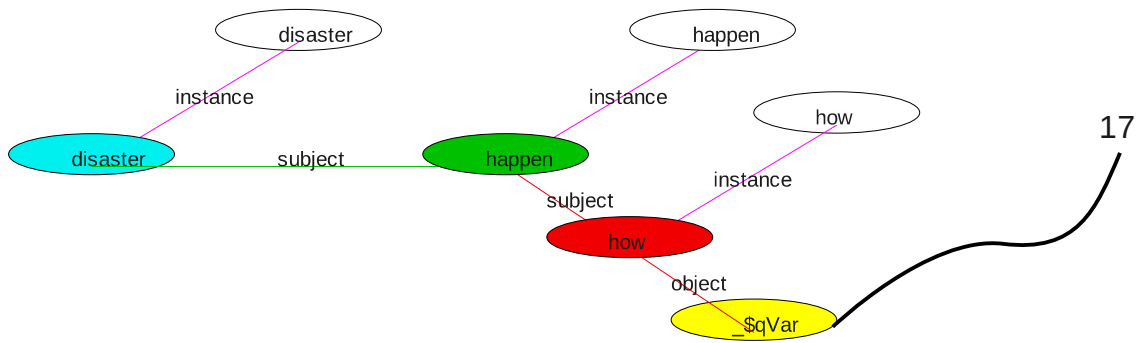 disaster
happen
instance
instance
how
17
disaster
subject
happen
instance
subject
how
object
_$qVar